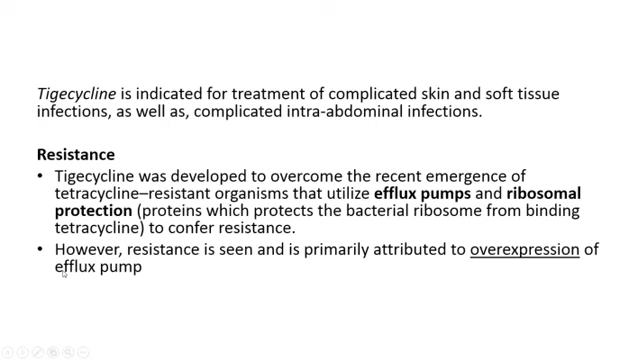 Tigecycline is indicated for treatment of complicated skin and soft tissue
infections, as well as, complicated intra-abdominal infections.
Resistance
• Tigecycline was developed to overcome the recent emergence of
tetracycline–resistant organisms that utilize efflux pumps and ribosomal
protection (proteins which protects the bacterial ribosome from binding
tetracycline) to confer resistance.
• However, resistance is seen and is primarily attributed to overexpression of
efflux pump